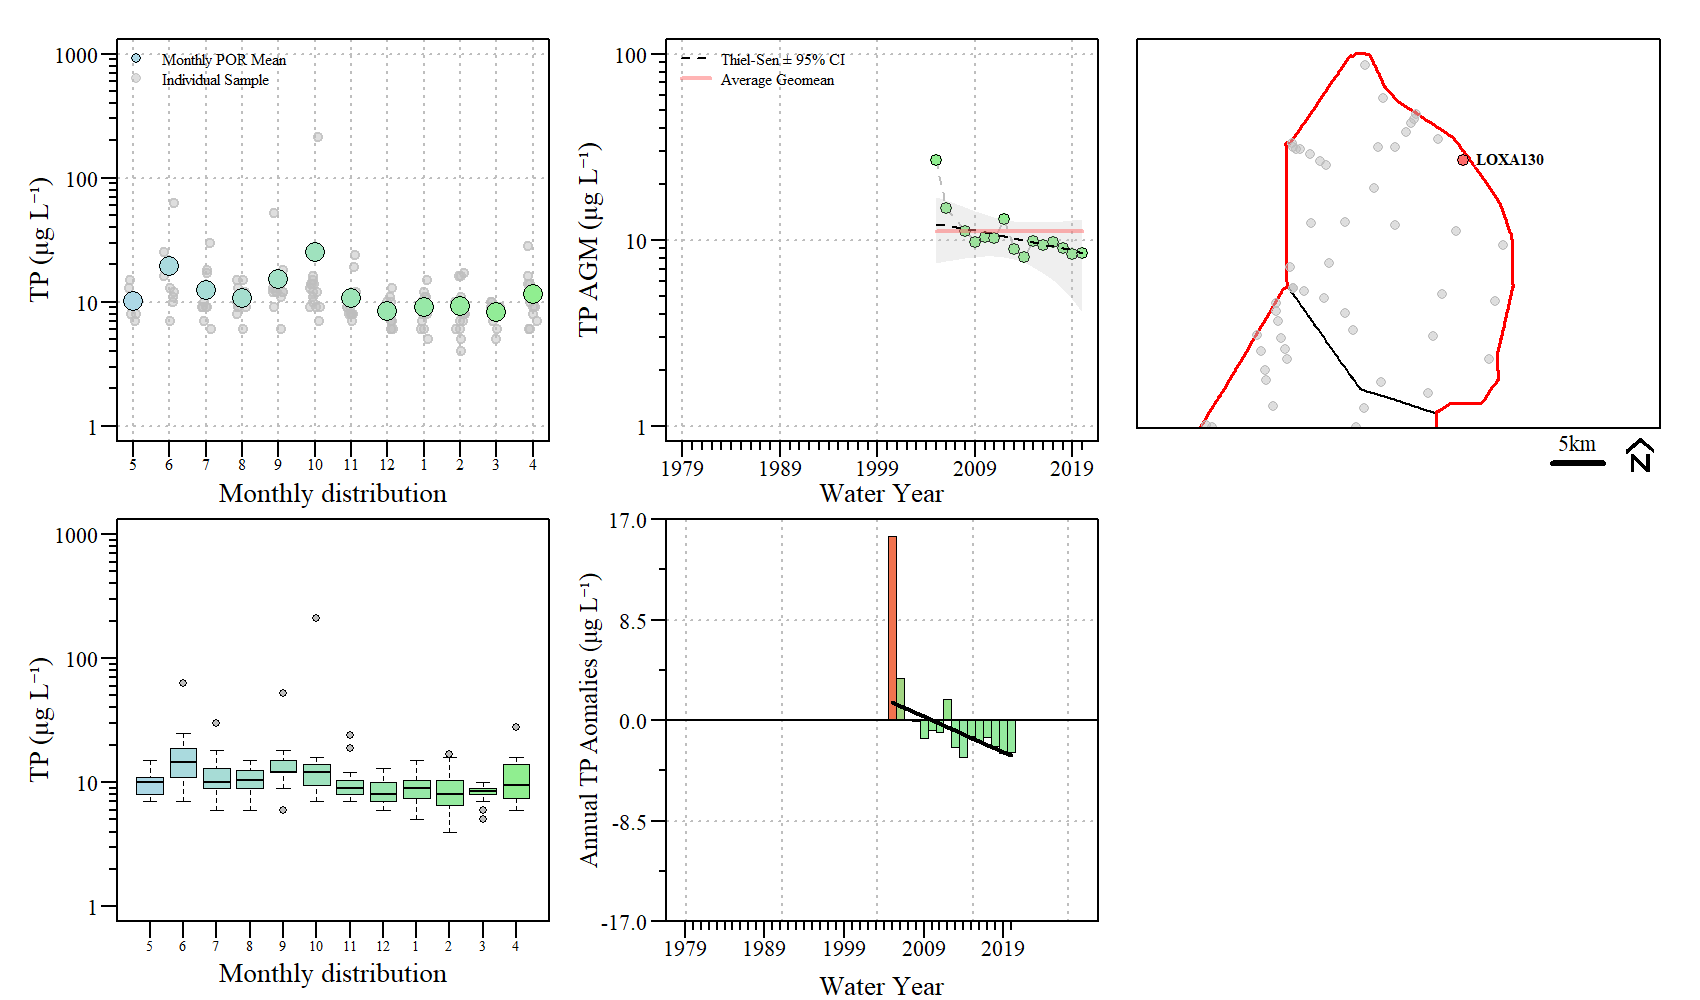 1000
100
10
1
TP (µg L⁻¹)
Monthly POR Mean
Individual Sample
5 6 7 8 9 10 11 12 1 2 3 4
Monthly distribution
100
10
1
TP AGM (µg L⁻¹)
Thiel-Sen ± 95% CI
Average Geomean
1979 1989 1999 2009 2019
Water Year
LOXA130
5km
N
1000
100
10
1
TP (µg L⁻¹)
5 6 7 8 9 10 11 12 1 2 3 4
Monthly distribution
17.0
8.5
0.0
-8.5
-17.0
Annual TP Aomalies (µg L⁻¹)
1979 1989 1999 2009 2019
Water Year